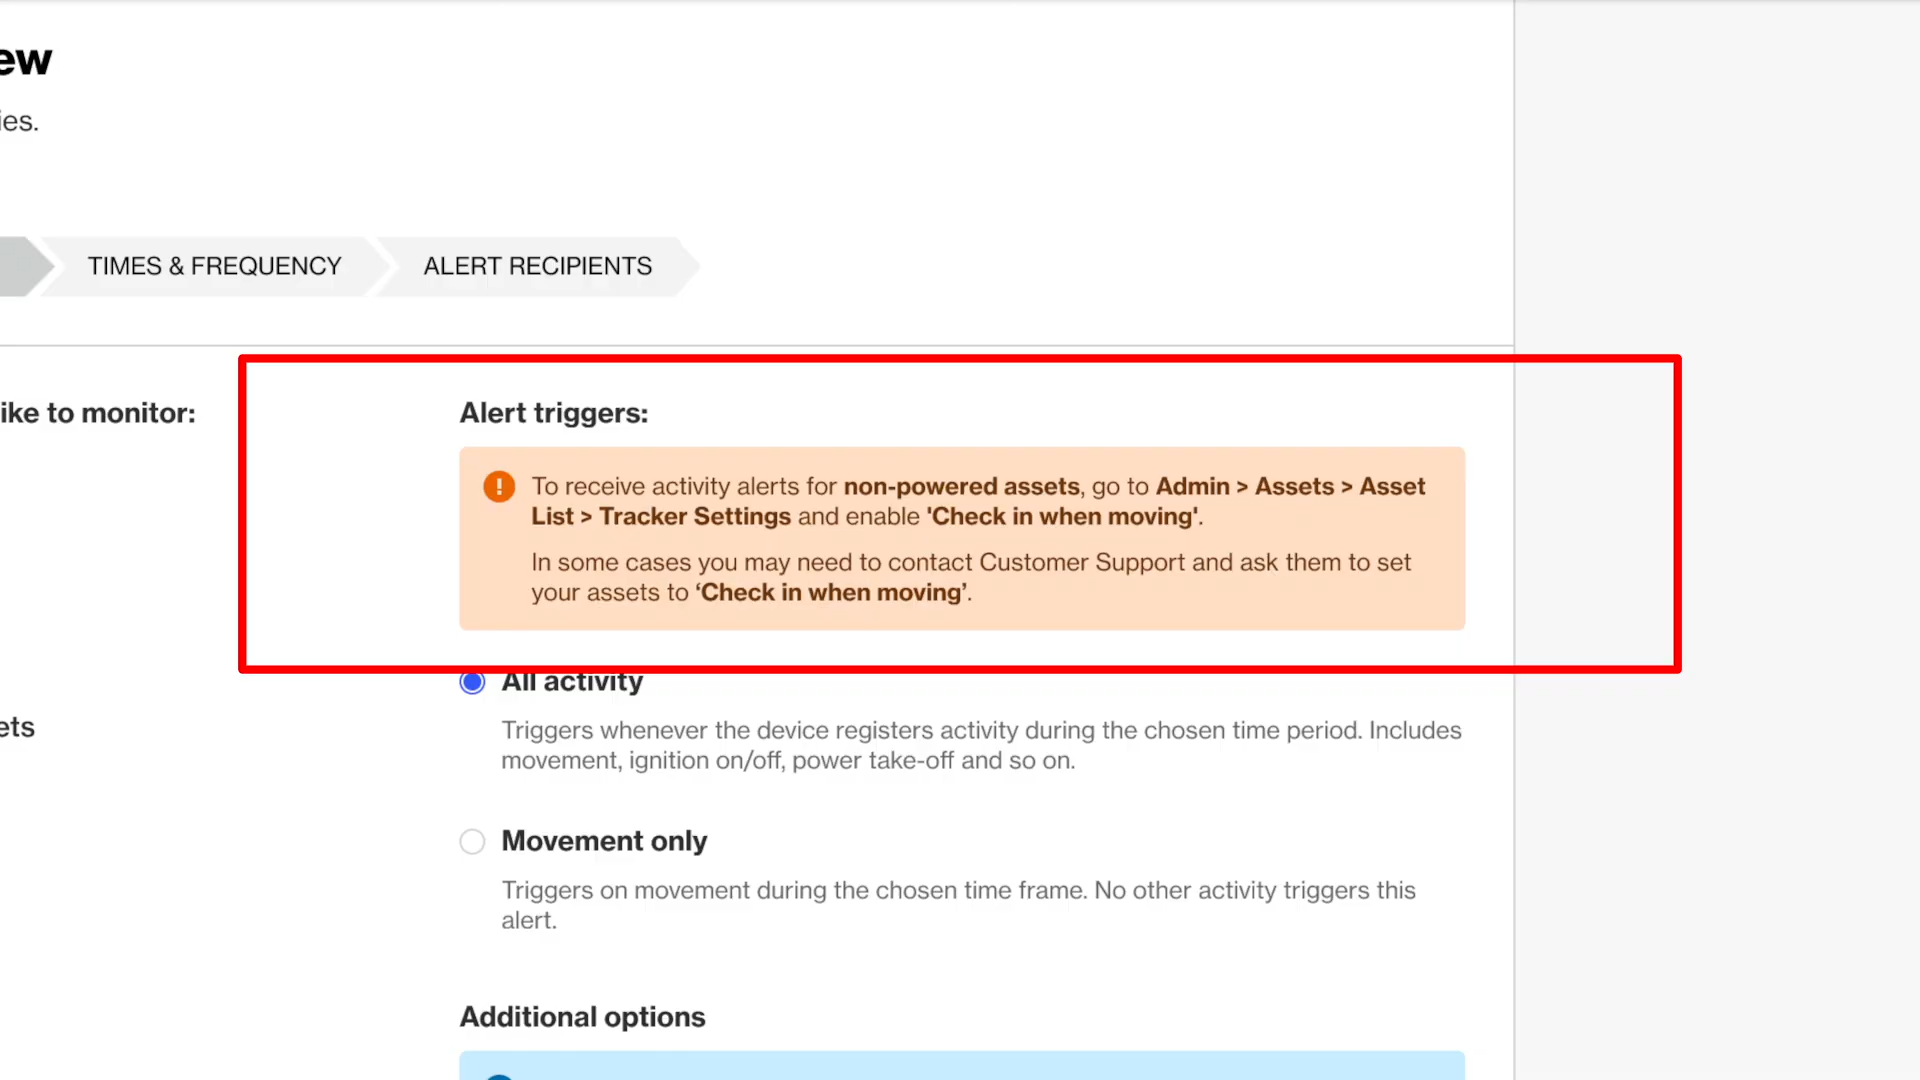 ew
ies.
TIMES & FREQUENCY
ALERT RECIPIENTS
ike to monitor:
Alert triggers:
To receive activity alerts for non-powered assets, go to Admin > Assets > Asset
List > Tracker Settings and enable 'Check in when moving'.
In some cases you may need to contact Customer Support and ask them to set
your assets to ‘Check in when moving’.
All activity
ets
Triggers whenever the device registers activity during the chosen time period. Includes
movement, ignition on/off, power take-off and so on.
Movement only
Triggers on movement during the chosen time frame. No other activity triggers this
alert.
Additional options